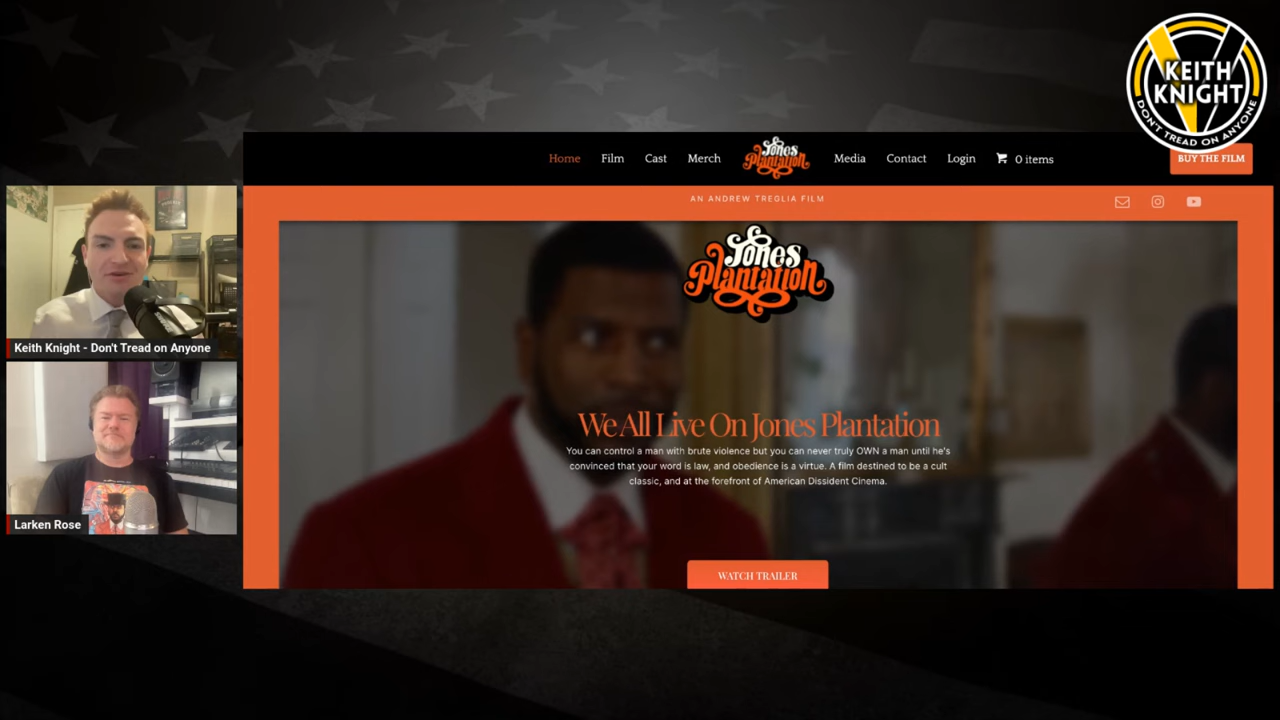 KEITH
KNIGHT
DON'T TREAD ON ANYONE
Home
Film
Cast
Merch
Jones
Plantation
Media
Contact
Login
0 items
BUY THE FILM
AN ANDREW TREGLIA FILM
Jones
Plantation
We All Live On Jones Plantation
You can control a man with brute violence but you can never truly OWN a man until he's
convinced that your word is law, and obedience is a virtue. A film destined to be a cult
classic, and at the forefront of American Dissident Cinema.
WATCH TRAILER
Keith Knight - Don't Tread on Anyone
Larken Rose